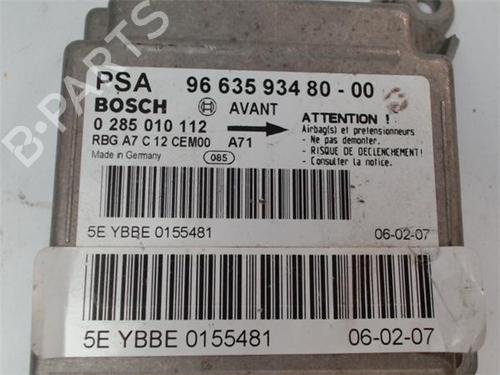 PSA 96 635 934 80 - 00
BOSCH AVANT
0 285 010 112
RBG A7 C 12 CEM00 A71
Made in Germany 085
ATTENTION !
Airbag(s) et pretensionneurs
- Ne pas demonter.
- RISQUE DE DECLENCHEMENT!
- Consulter la notice.
5E YBBE 0155481 06-02-07
5E YBBE 0155481 06-02-07
B-PARTS